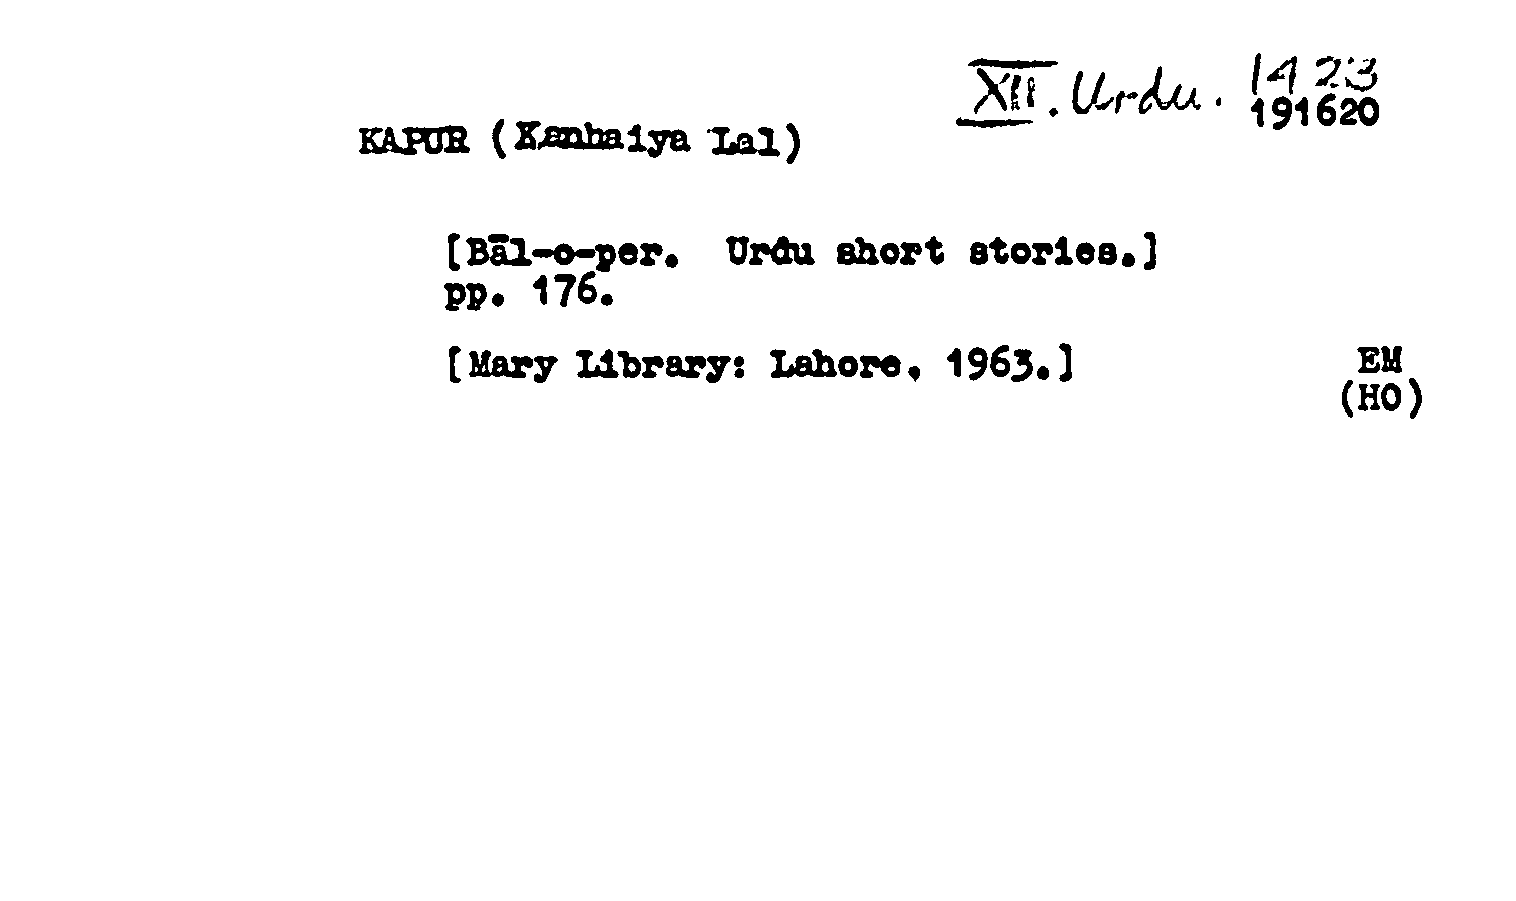 XII. Urdu. 1423
191620
KAPUR (Kanhaiya Lal)
[Bāl-o-per. Urdu short stories.]
pp. 176.
[Mary Library: Lahore, 1963.]
EM
(HO)